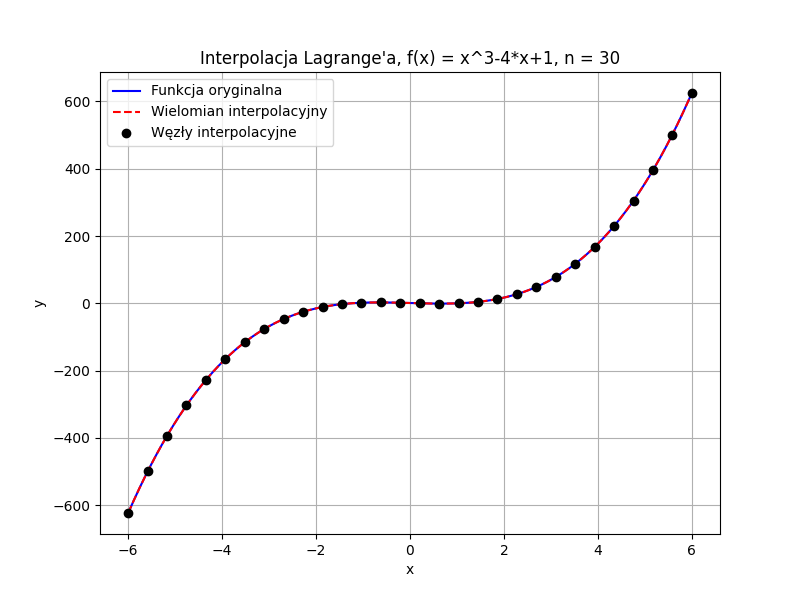 Interpolacja Lagrange'a, f(x) = x^3-4*x+1, n = 30
Funkcja oryginalna
Wielomian interpolacyjny
Węzły interpolacyjne
600
400
200
0
−200
−400
−600
y
−6 −4 −2 0 2 4 6
x